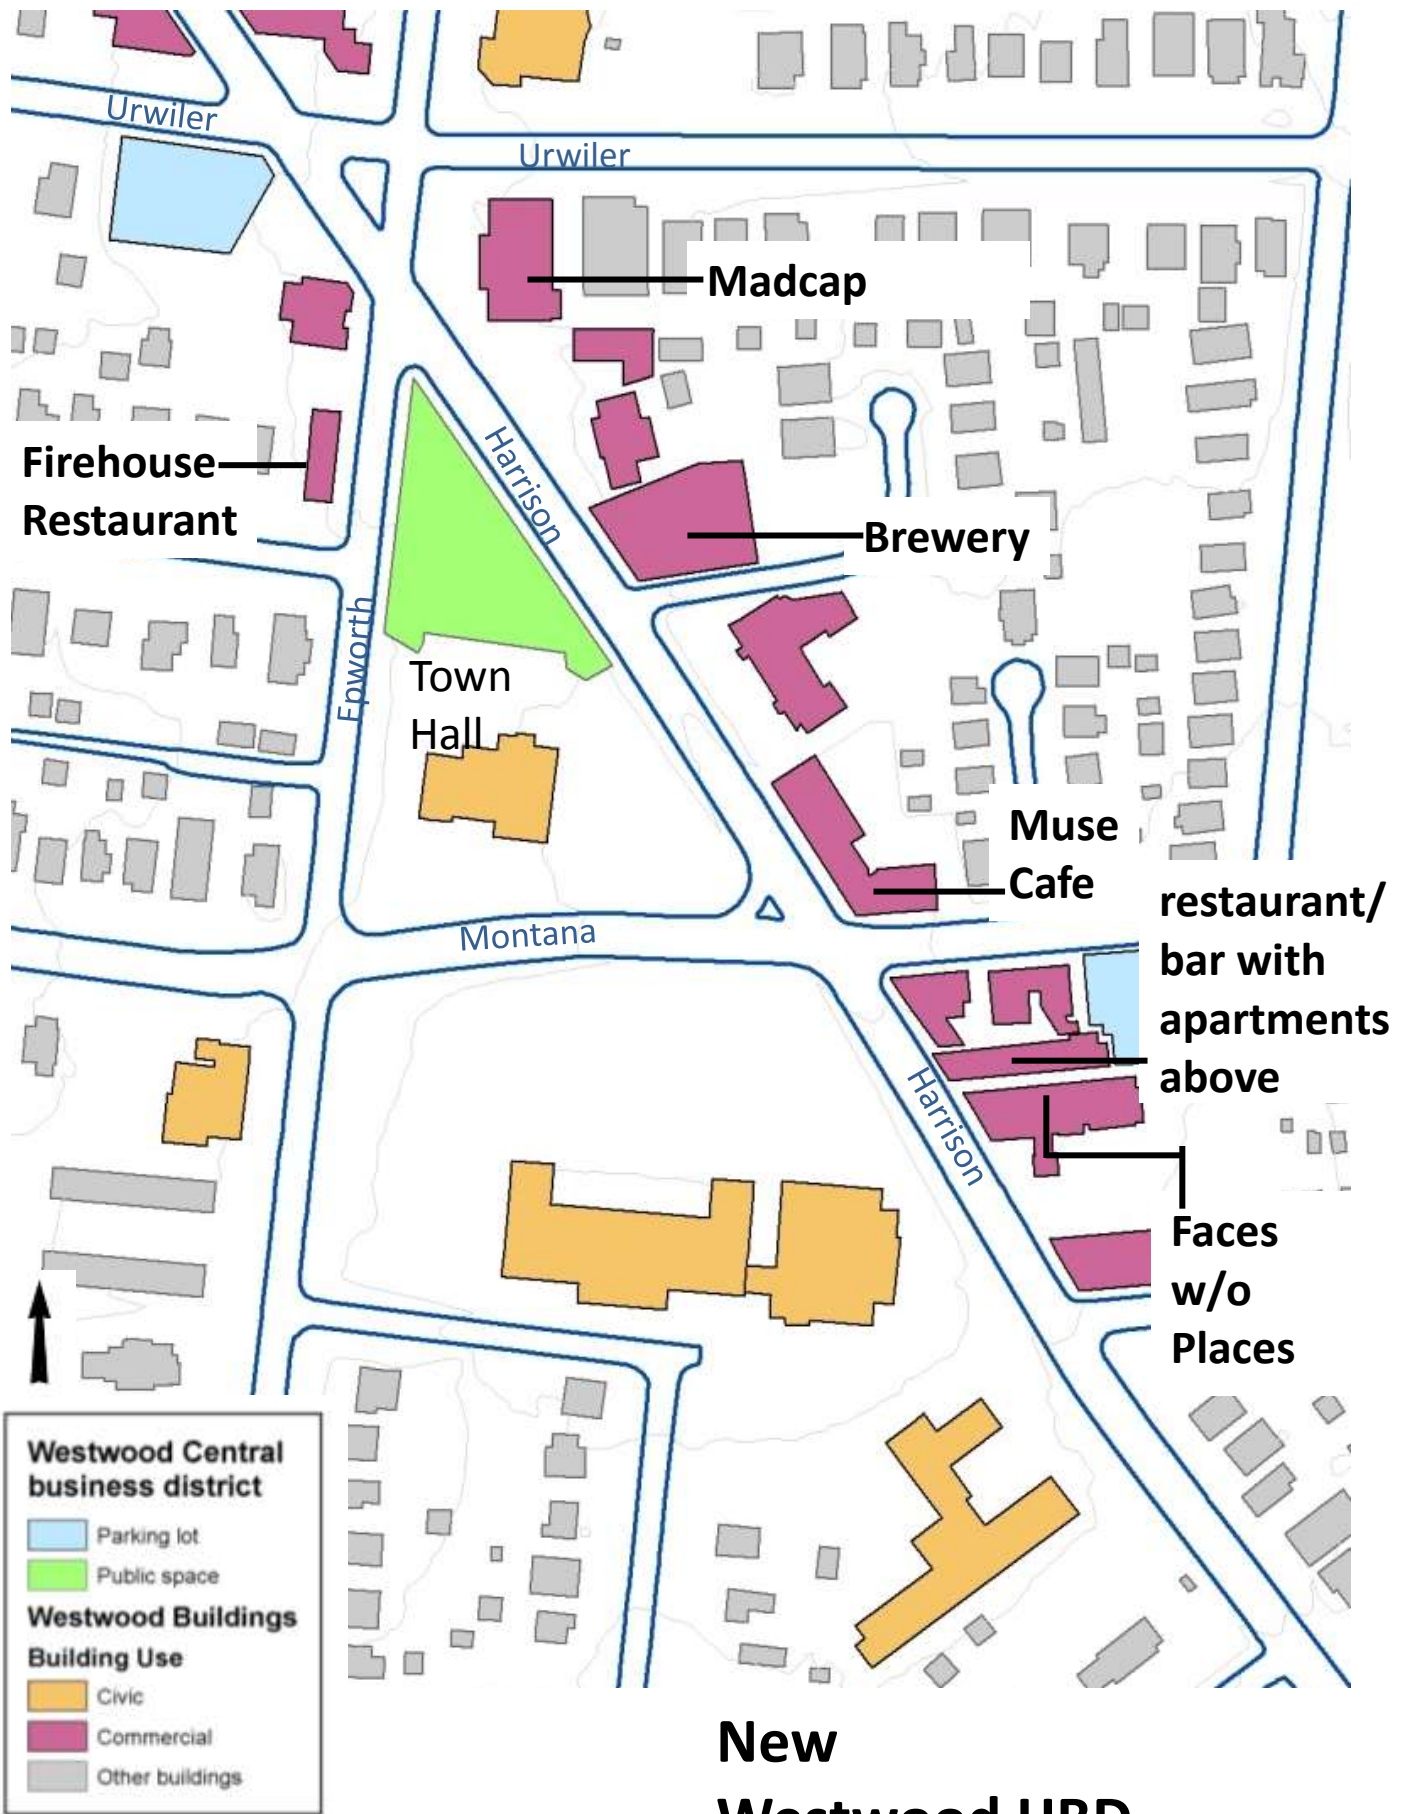 Urwiler
Urwiler
Madcap
Harrison
Firehouse
Restaurant
Brewery
Epworth
Town
Hall
Muse
Cafe
restaurant/
bar with
apartments
above
Montana
Harrison
Faces
w/o
Places
Westwood Central
business district
Parking lot
Public space
Westwood Buildings
Building Use
Civic
Commercial
Other buildings
New
Westwood UBD